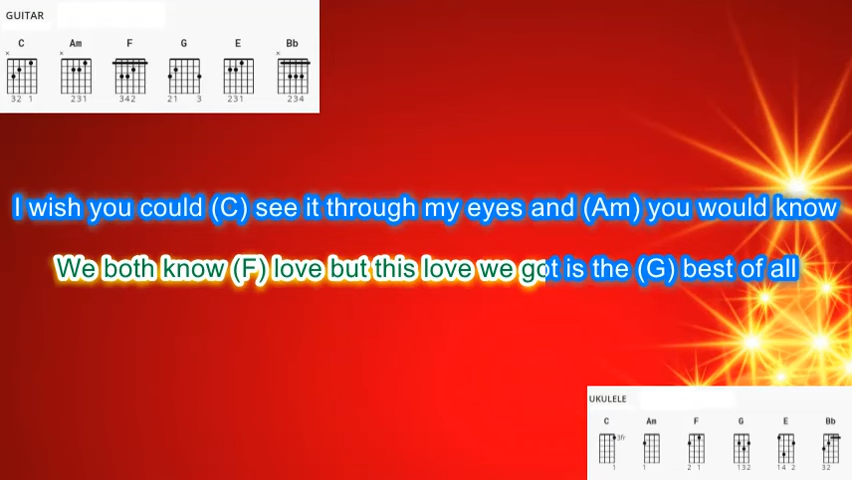 GUITAR
C Am F G E Bb
× × ×
32 1 231 342 21 3 231 234
I wish you could (C) see it through my eyes and (Am) you would know
We both know (F) love but this love we got is the (G) best of all
UKULELE
C Am F G E Bb
3fr
1 1 2 1 132 14 2 32